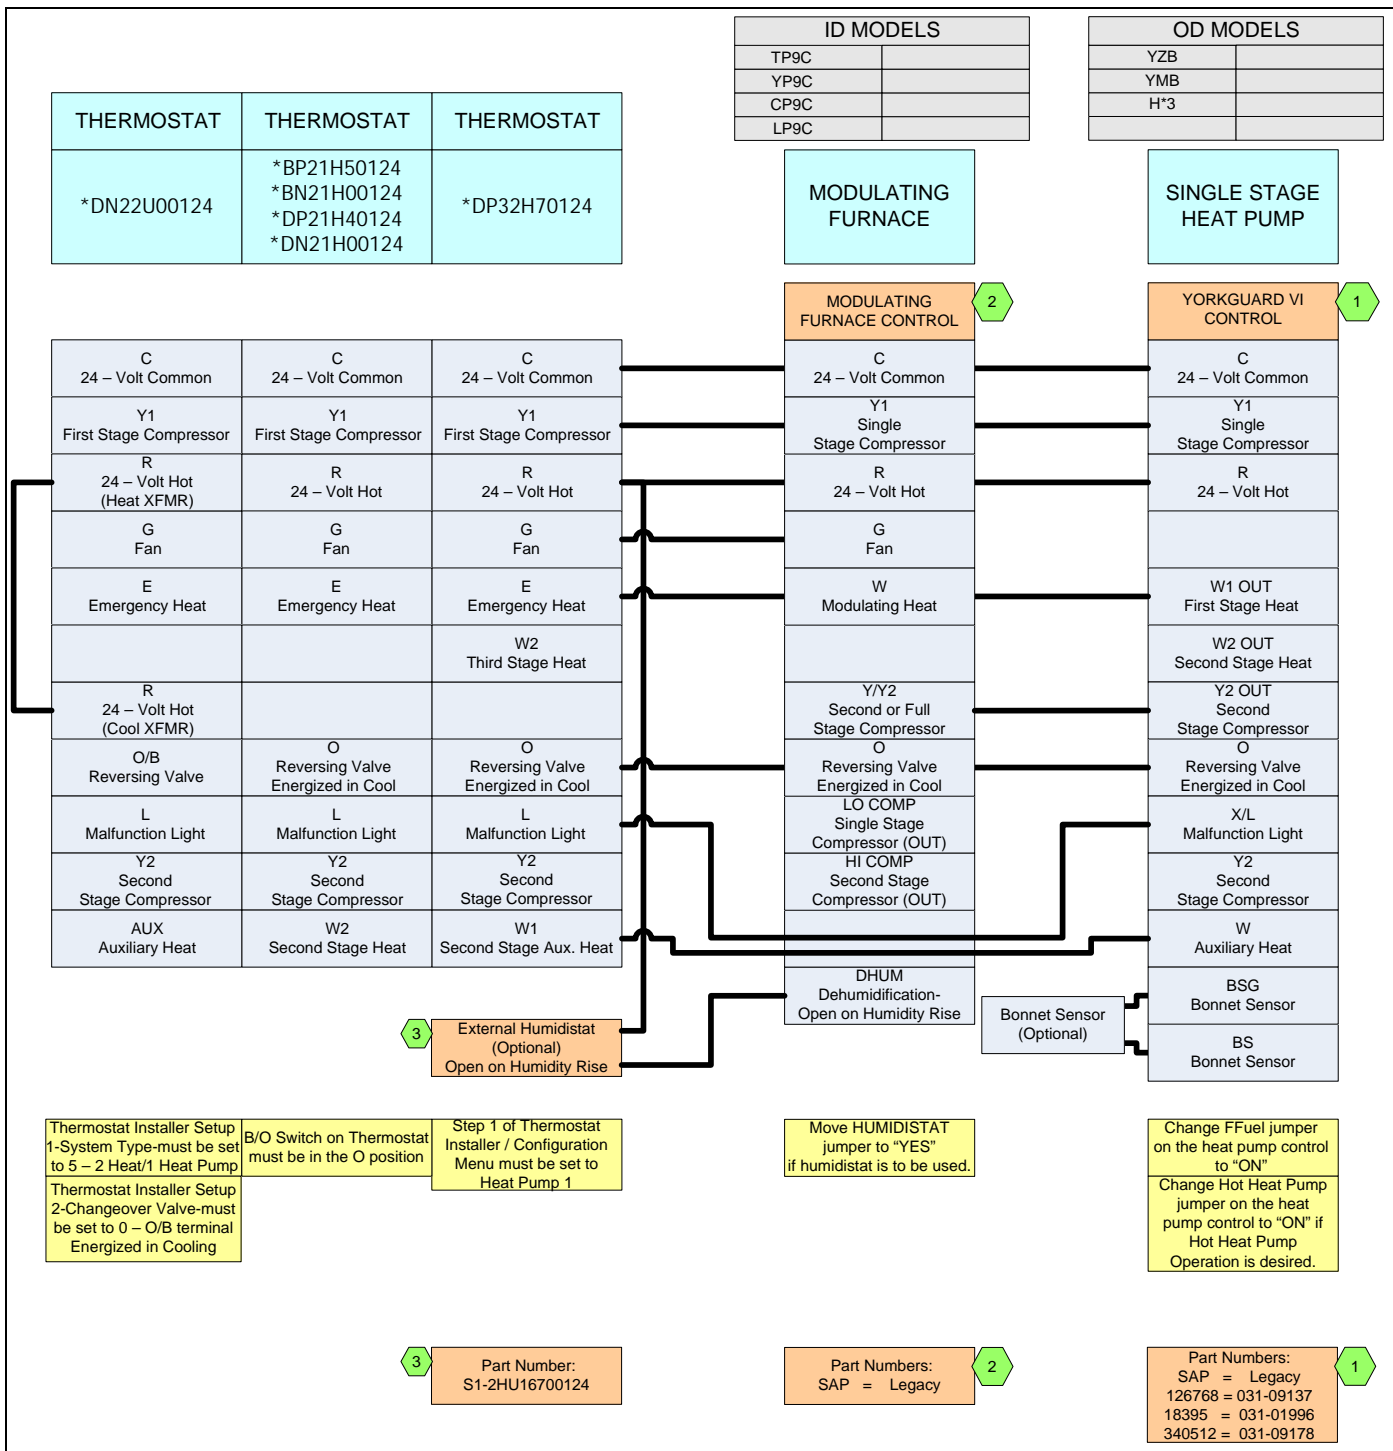 ID MODELS
TP9C
YP9C
CP9C
LP9C
OD MODELS
YZB
YMB
H*3
THERMOSTAT
THERMOSTAT
THERMOSTAT
*DN22U00124
*BP21H50124
*BN21H00124
*DP21H40124
*DN21H00124
*DP32H70124
MODULATING
FURNACE
SINGLE STAGE
HEAT PUMP
MODULATING
FURNACE CONTROL
2
YORKGUARD VI
CONTROL
1
C
24 – Volt Common
C
24 – Volt Common
C
24 – Volt Common
C
24 – Volt Common
C
24 – Volt Common
Y1
First Stage Compressor
Y1
First Stage Compressor
Y1
First Stage Compressor
Y1
Single
Stage Compressor
Y1
Single
Stage Compressor
R
24 – Volt Hot
(Heat XFMR)
R
24 – Volt Hot
R
24 – Volt Hot
R
24 – Volt Hot
R
24 – Volt Hot
G
Fan
G
Fan
G
Fan
G
Fan
E
Emergency Heat
E
Emergency Heat
E
Emergency Heat
W
Modulating Heat
W1 OUT
First Stage Heat
W2
Third Stage Heat
W2 OUT
Second Stage Heat
R
24 – Volt Hot
(Cool XFMR)
Y/Y2
Second or Full
Stage Compressor
Y2 OUT
Second
Stage Compressor
O/B
Reversing Valve
O
Reversing Valve
Energized in Cool
O
Reversing Valve
Energized in Cool
O
Reversing Valve
Energized in Cool
O
Reversing Valve
Energized in Cool
L
Malfunction Light
L
Malfunction Light
L
Malfunction Light
LO COMP
Single Stage
Compressor (OUT)
X/L
Malfunction Light
Y2
Second
Stage Compressor
Y2
Second
Stage Compressor
Y2
Second
Stage Compressor
HI COMP
Second Stage
Compressor (OUT)
Y2
Second
Stage Compressor
AUX
Auxiliary Heat
W2
Second Stage Heat
W1
Second Stage Aux. Heat
W
Auxiliary Heat
DHUM
Dehumidification-
Open on Humidity Rise
BSG
Bonnet Sensor
Bonnet Sensor
(Optional)
BS
Bonnet Sensor
3
External Humidistat
(Optional)
Open on Humidity Rise
Thermostat Installer Setup
1-System Type-must be set
to 5 – 2 Heat/1 Heat Pump
B/O Switch on Thermostat
must be in the O position
Step 1 of Thermostat
Installer / Configuration
Menu must be set to
Heat Pump 1
Move HUMIDISTAT
jumper to “YES”
if humidistat is to be used.
Change FFuel jumper
on the heat pump control
to “ON”
Thermostat Installer Setup
2-Changeover Valve-must
be set to 0 – O/B terminal
Energized in Cooling
Change Hot Heat Pump
jumper on the heat
pump control to “ON” if
Hot Heat Pump
Operation is desired.
3
Part Number:
S1-2HU16700124
Part Numbers:
SAP = Legacy
2
Part Numbers:
SAP = Legacy
126768 = 031-09137
18395 = 031-01996
340512 = 031-09178
1